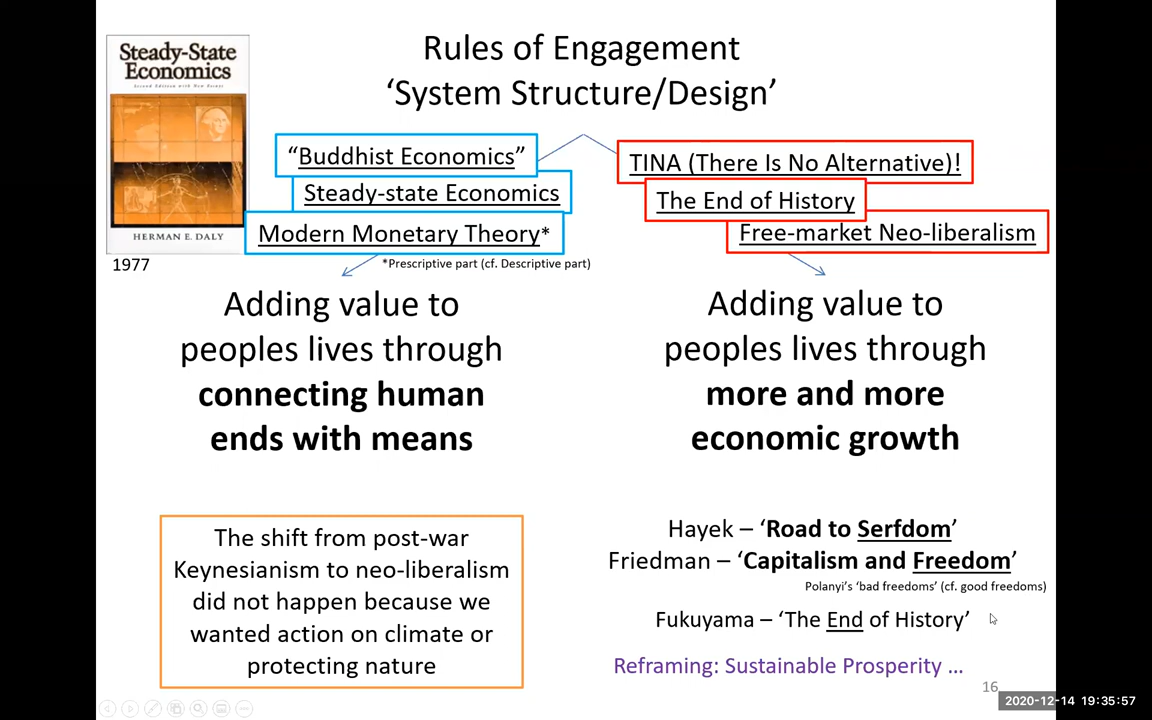 Rules of Engagement
‘System Structure/Design’
Steady-State
Economics
Second Edition with New Essays
HERMAN E. DALY
1977
“Buddhist Economics”
Steady-state Economics
Modern Monetary Theory*
*Prescriptive part (cf. Descriptive part)
TINA (There Is No Alternative)!
The End of History
Free-market Neo-liberalism
Adding value to
peoples lives through
connecting human
ends with means
Adding value to
peoples lives through
more and more
economic growth
The shift from post-war
Keynesianism to neo-liberalism
did not happen because we
wanted action on climate or
protecting nature
Hayek – ‘Road to Serfdom’
Friedman – ‘Capitalism and Freedom’
Polanyi’s ‘bad freedoms’ (cf. good freedoms)
Fukuyama – ‘The End of History’
Reframing: Sustainable Prosperity ...
16
2020-12-14 19:35:57